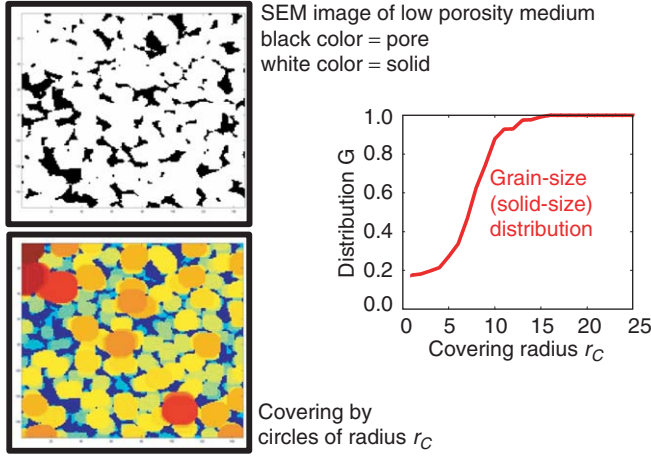 SEM image of low porosity medium
black color = pore
white color = solid
1.0
0.8
0.6
0.4
0.2
0.0
Distribution G
Grain-size
(solid-size)
distribution
0 5 10 15 20 25
Covering radius r_C
Covering by
circles of radius r_C